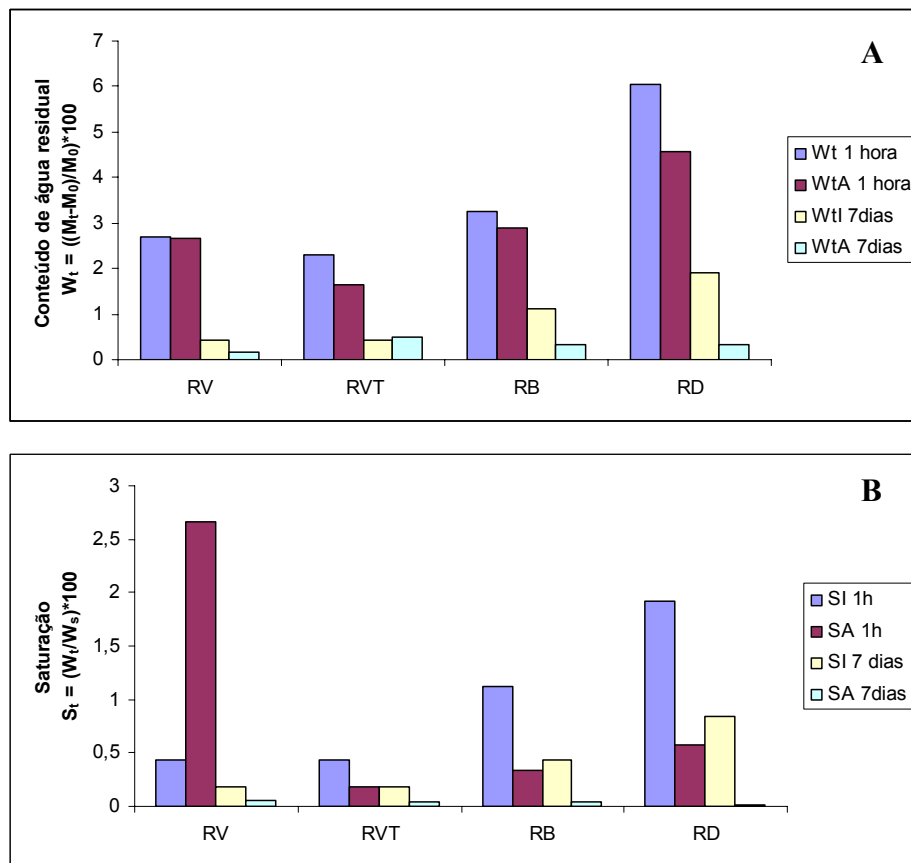 A
Conteúdo de água residual
Wₜ = ((Mₜ-M₀)/M₀)*100
7
6
5
4
3
2
1
0
RV RVT RB RD
Wt 1 hora
WtA 1 hora
WtI 7dias
WtA 7dias
B
Saturação
Sₜ = (Wₜ/Wₛ)*100
3
2,5
2
1,5
1
0,5
0
RV RVT RB RD
SI 1h
SA 1h
SI 7 dias
SA 7dias